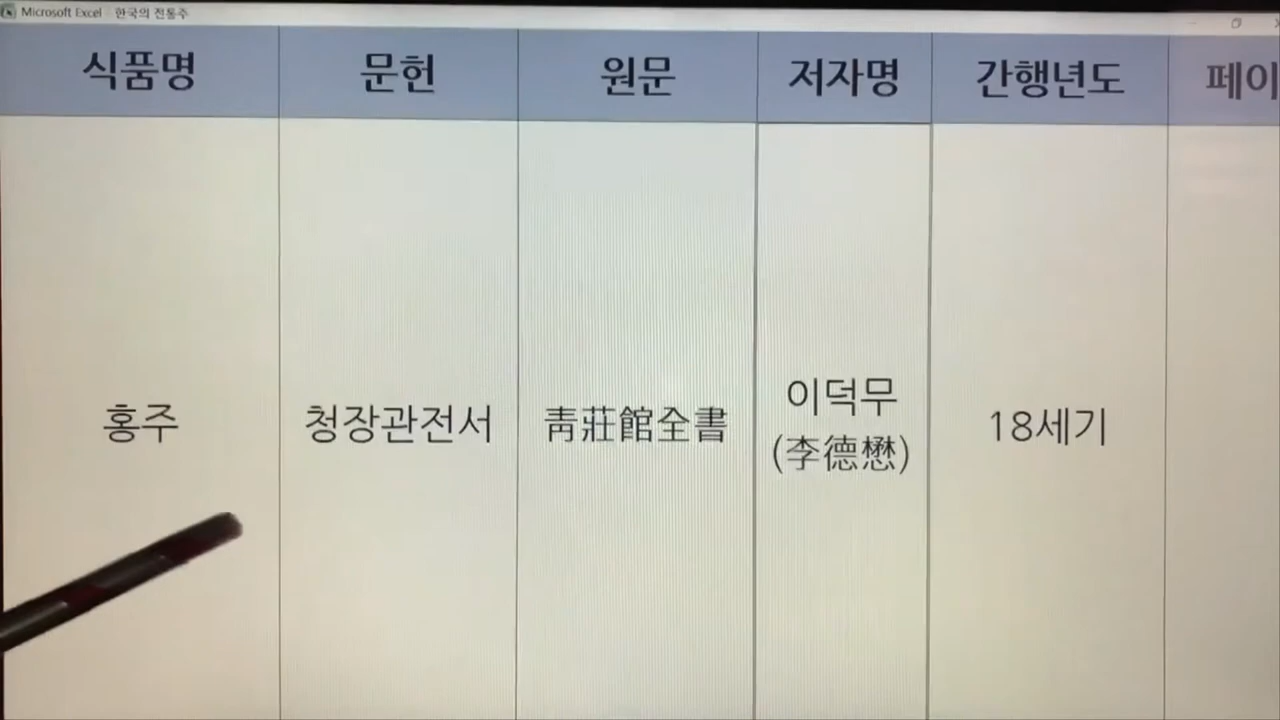 Microsoft Excel - 한국의 전통주
식품명 문헌 원문 저자명 간행년도 페이
홍주 청장관전서 靑莊館全書 이덕무 (李德懋) 18세기